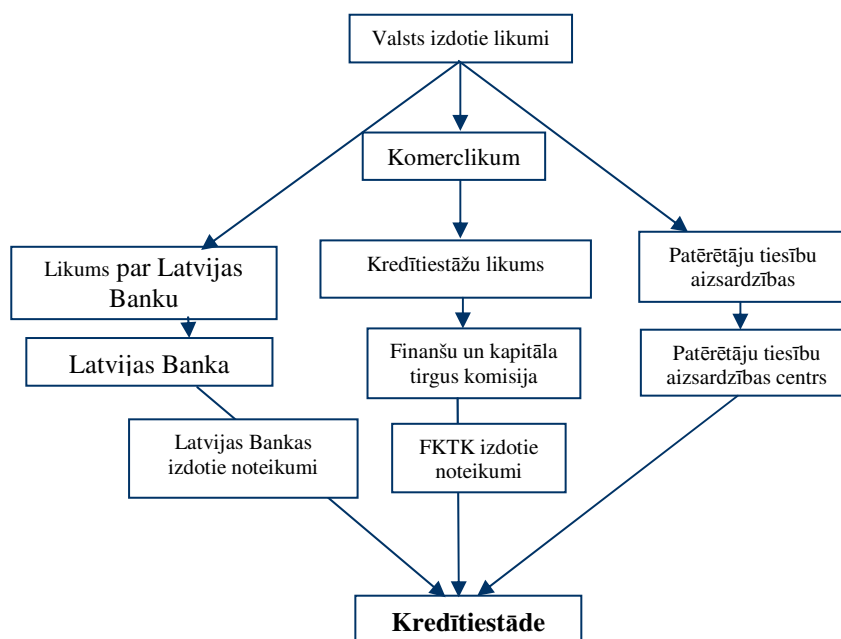 Valsts izdotie likumi
Komerclikum
Likums par Latvijas
Banku
Kredītiestāžu likums
Patērētāju tiesību
aizsardzības
Latvijas Banka
Finanšu un kapitāla
tirgus komisija
Patērētāju tiesību
aizsardzības centrs
Latvijas Bankas
izdotie noteikumi
FKTK izdotie
noteikumi
Kredītiestāde